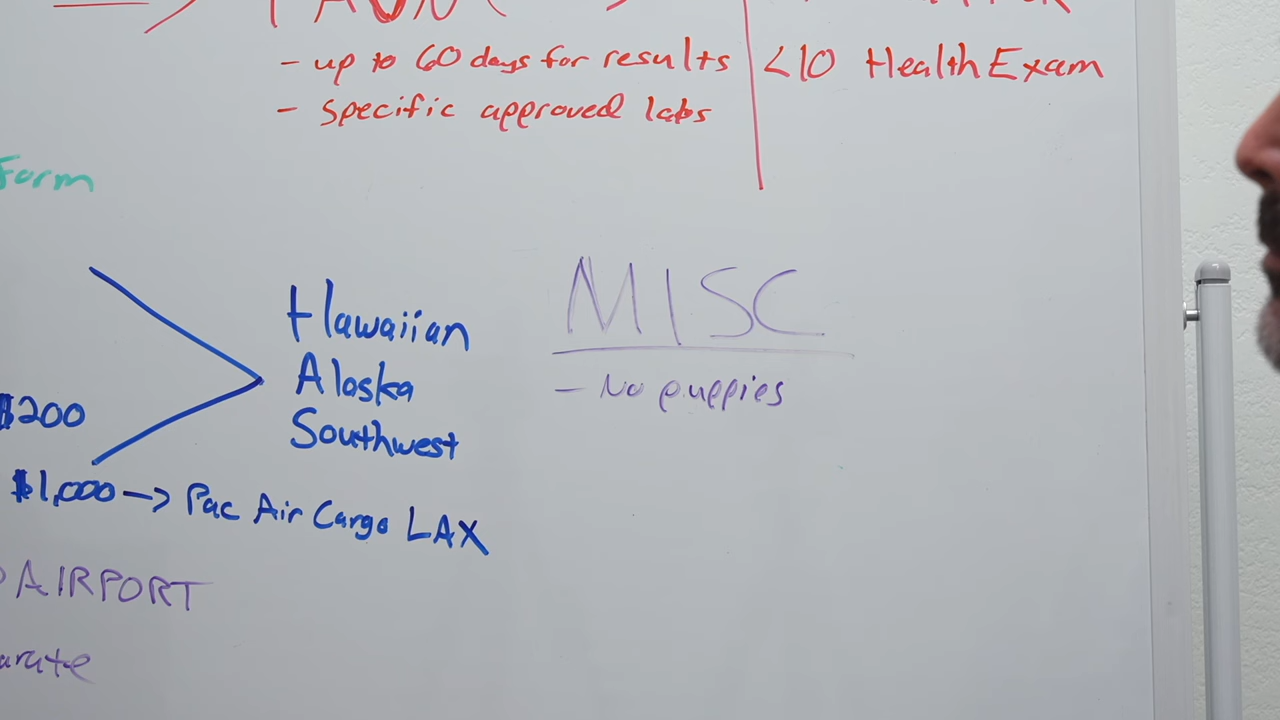 - up to 60 days for results
- specific approved labs
<10 Health Exam
Form
Hawaiian
Alaska
Southwest
$200
$1,000 -> Pac Air Cargo LAX
MISC
- No puppies
AIRPORT